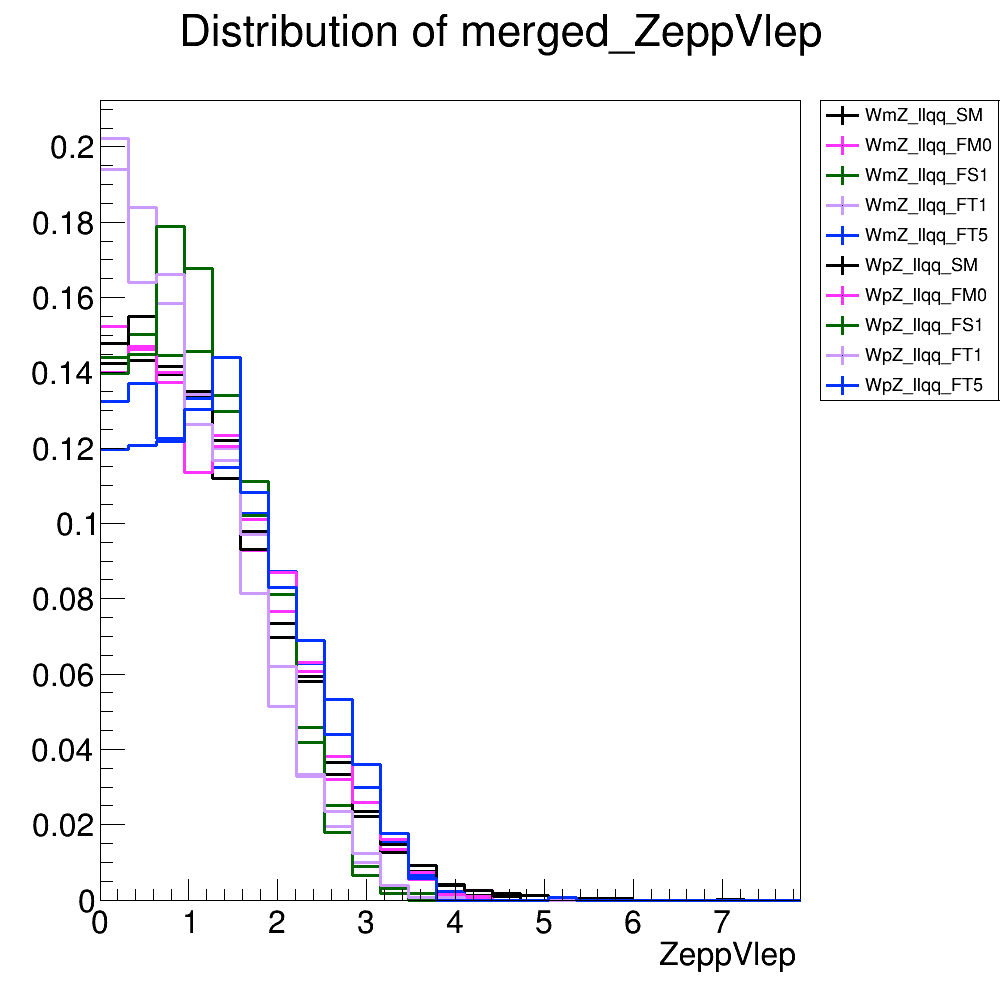 Distribution of merged_ZeppVlep
0.2
0.18
0.16
0.14
0.12
0.1
0.08
0.06
0.04
0.02
0
0 1 2 3 4 5 6 7
ZeppVlep
WmZ_llqq_SM
WmZ_llqq_FM0
WmZ_llqq_FS1
WmZ_llqq_FT1
WmZ_llqq_FT5
WpZ_llqq_SM
WpZ_llqq_FM0
WpZ_llqq_FS1
WpZ_llqq_FT1
WpZ_llqq_FT5